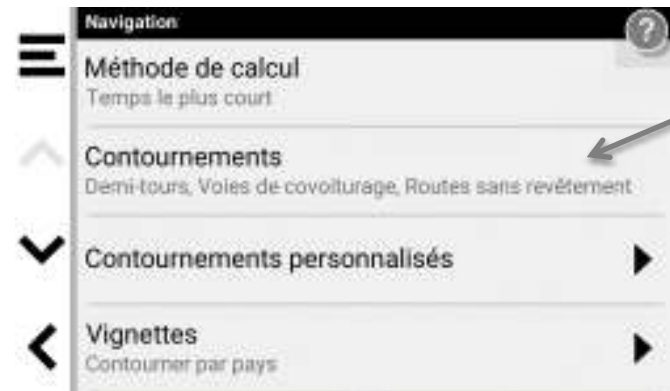 Navigation
?
Méthode de calcul
Temps le plus court
Contournements
Demi-tours, Voies de covoiturage, Routes sans revêtement
Contournements personnalisés
Vignettes
Contourner par pays